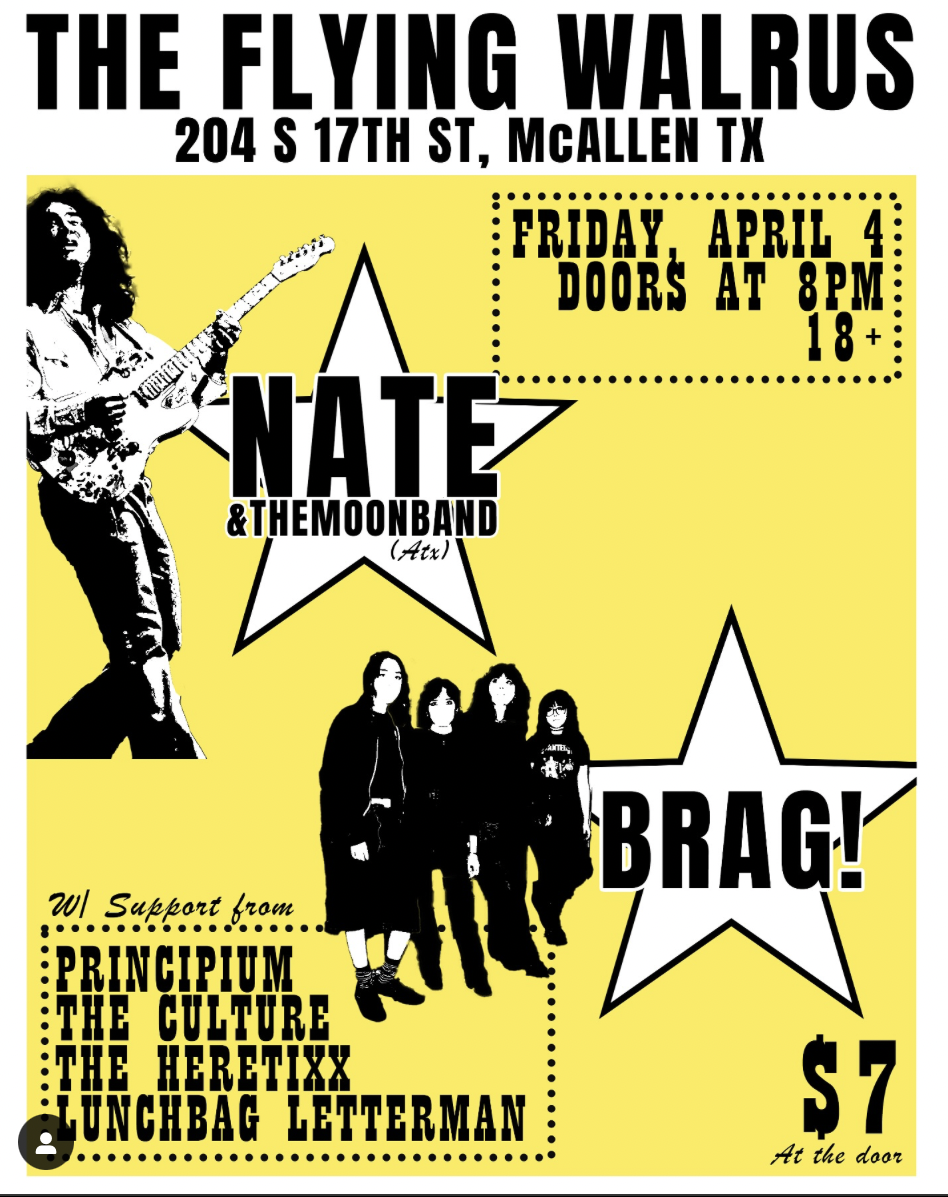 THE FLYING WALRUS
204 S 17TH ST, McALLEN TX
FRIDAY, APRIL 4
DOORS AT 8PM
18+
NATE
&THEMOONBAND
(Atx)
BRAG!
W/ Support from
PRINCIPIUM
THE CULTURE
THE HERETIXX
LUNCHBAG LETTERMAN
$7
At the door